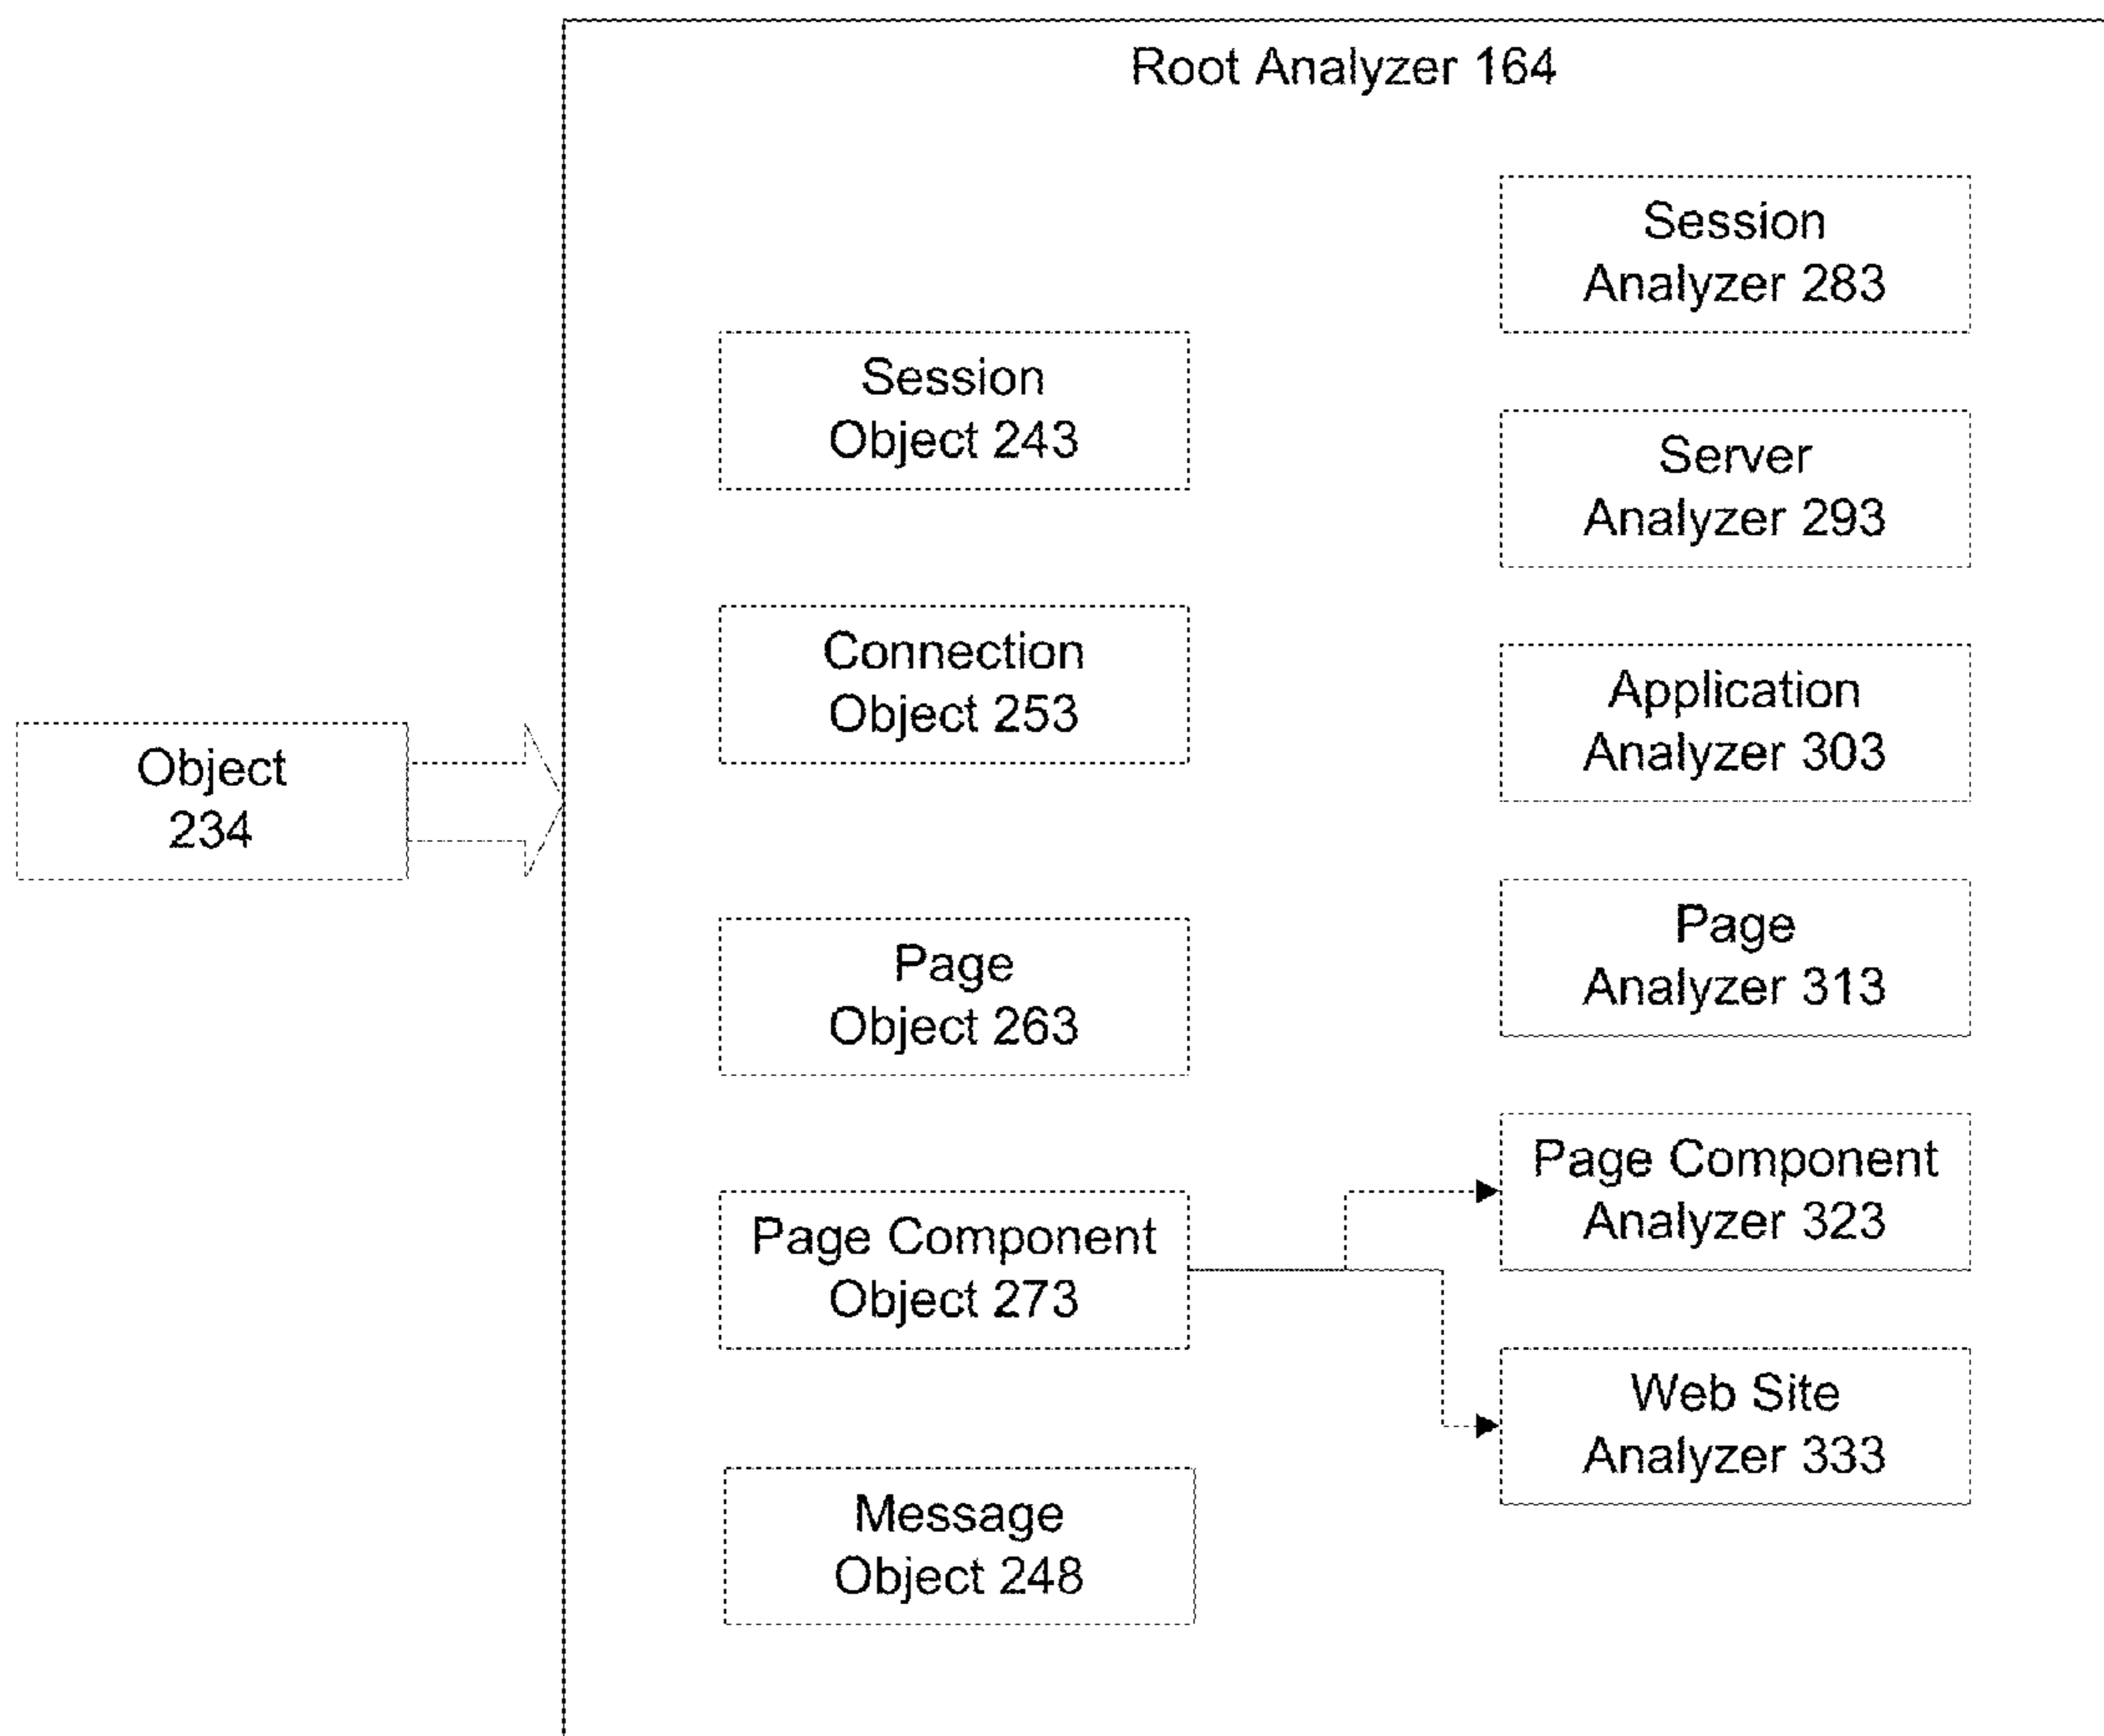 Root Analyzer 164
Object
234
Session
Object 243
Connection
Object 253
Page
Object 263
Page Component
Object 273
Message
Object 248
Session
Analyzer 283
Server
Analyzer 293
Application
Analyzer 303
Page
Analyzer 313
Page Component
Analyzer 323
Web Site
Analyzer 333